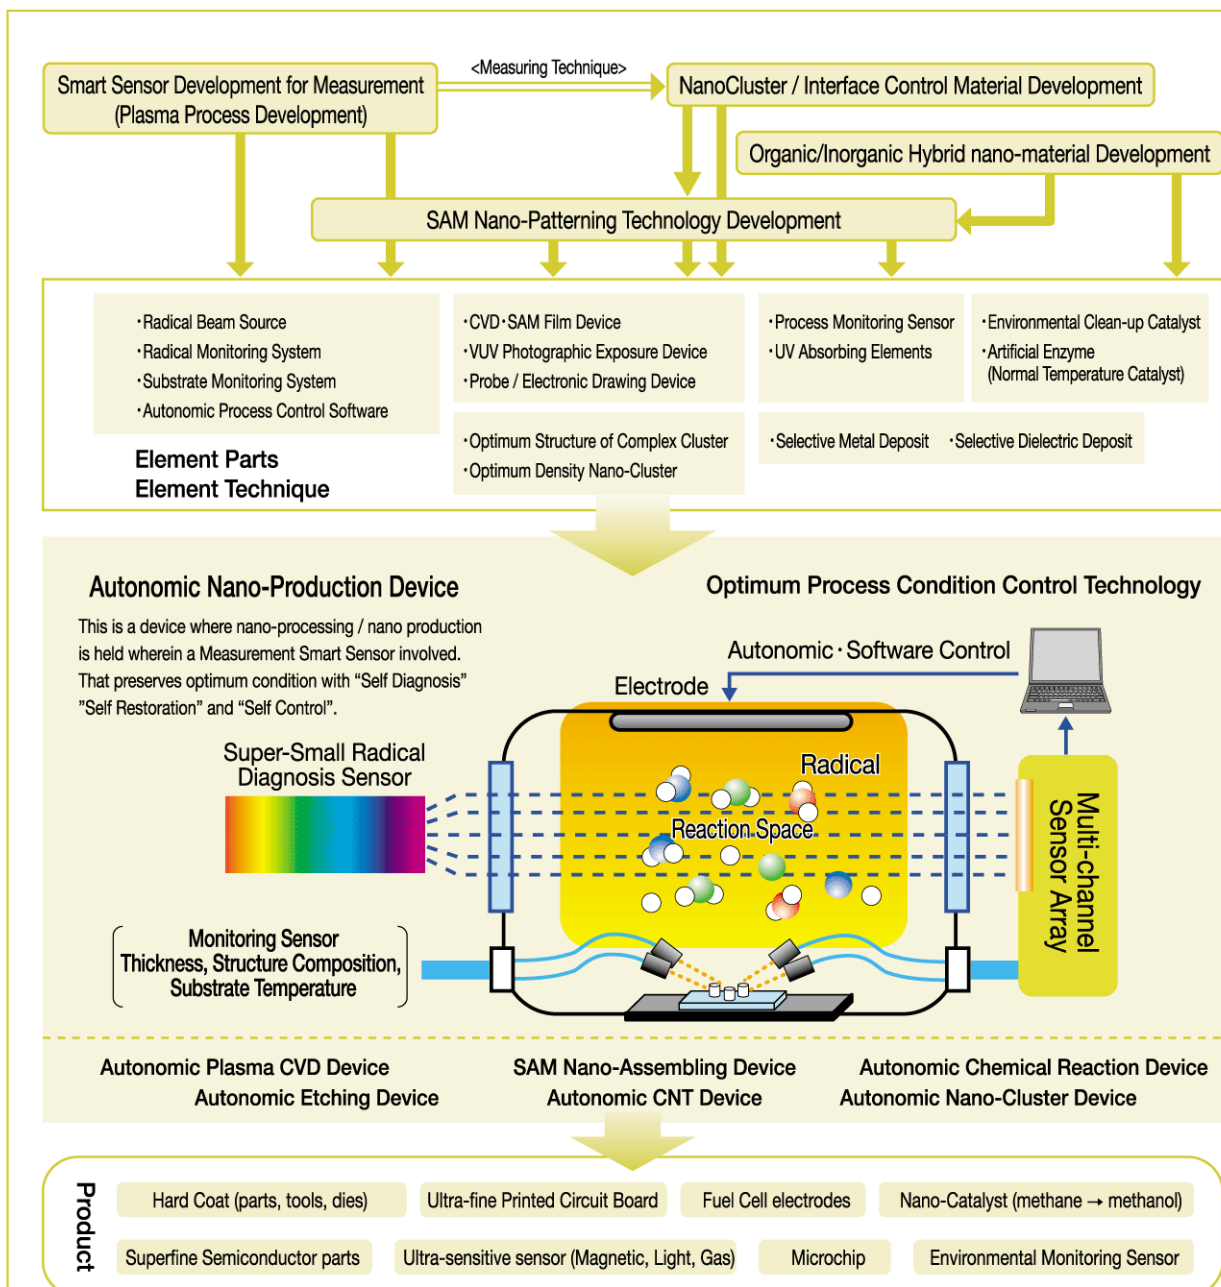 <Measuring Technique>
Smart Sensor Development for Measurement
(Plasma Process Development)
NanoCluster / Interface Control Material Development
Organic/Inorganic Hybrid nano-material Development
SAM Nano-Patterning Technology Development
・Radical Beam Source
・Radical Monitoring System
・Substrate Monitoring System
・Autonomic Process Control Software
Element Parts
Element Technique
・CVD・SAM Film Device
・VUV Photographic Exposure Device
・Probe / Electronic Drawing Device
・Optimum Structure of Complex Cluster
・Optimum Density Nano-Cluster
・Process Monitoring Sensor
・UV Absorbing Elements
・Environmental Clean-up Catalyst
・Artificial Enzyme
(Normal Temperature Catalyst)
・Selective Metal Deposit ・Selective Dielectric Deposit
Autonomic Nano-Production Device
This is a device where nano-processing / nano production
is held wherein a Measurement Smart Sensor involved.
That preserves optimum condition with “Self Diagnosis”
”Self Restoration” and “Self Control”.
Optimum Process Condition Control Technology
Autonomic・Software Control
Electrode
Super-Small Radical
Diagnosis Sensor
Radical
Reaction Space
Multi-channel
Sensor Array
Monitoring Sensor
Thickness, Structure Composition,
Substrate Temperature
Autonomic Plasma CVD Device SAM Nano-Assembling Device Autonomic Chemical Reaction Device
Autonomic Etching Device Autonomic CNT Device Autonomic Nano-Cluster Device
Product
Hard Coat (parts, tools, dies) Ultra-fine Printed Circuit Board Fuel Cell electrodes Nano-Catalyst (methane → methanol)
Superfine Semiconductor parts Ultra-sensitive sensor (Magnetic, Light, Gas) Microchip Environmental Monitoring Sensor